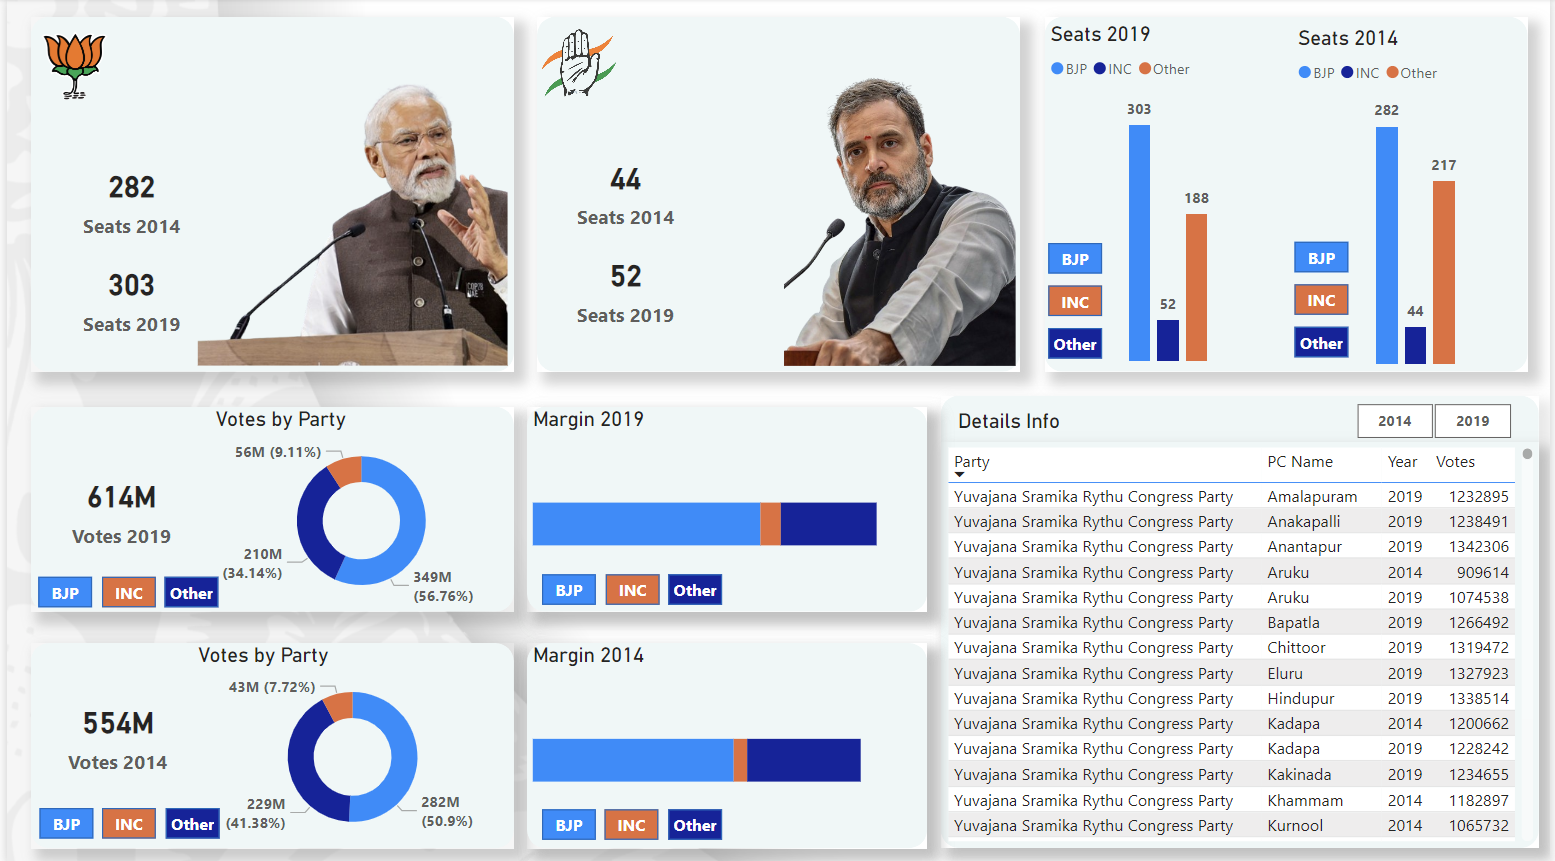 282
Seats 2014
303
Seats 2019
44
Seats 2014
52
Seats 2019
Seats 2019
BJP INC Other
303
52
188
BJP
INC
Other
Seats 2014
BJP INC Other
282
44
217
BJP
INC
Other
Votes by Party
614M
Votes 2019
56M (9.11%)
210M
(34.14%)
349M
(56.76%)
BJP INC Other
Margin 2019
BJP INC Other
Votes by Party
554M
Votes 2014
43M (7.72%)
229M
(41.38%)
282M
(50.9%)
BJP INC Other
Margin 2014
BJP INC Other
Details Info 2014 2019
Party PC Name Year Votes
Yuvajana Sramika Rythu Congress Party Amalapuram 2019 1232895
Yuvajana Sramika Rythu Congress Party Anakapalli 2019 1238491
Yuvajana Sramika Rythu Congress Party Anantapur 2019 1342306
Yuvajana Sramika Rythu Congress Party Aruku 2014 909614
Yuvajana Sramika Rythu Congress Party Aruku 2019 1074538
Yuvajana Sramika Rythu Congress Party Bapatla 2019 1266492
Yuvajana Sramika Rythu Congress Party Chittoor 2019 1319472
Yuvajana Sramika Rythu Congress Party Eluru 2019 1327923
Yuvajana Sramika Rythu Congress Party Hindupur 2019 1338514
Yuvajana Sramika Rythu Congress Party Kadapa 2014 1200662
Yuvajana Sramika Rythu Congress Party Kadapa 2019 1228242
Yuvajana Sramika Rythu Congress Party Kakinada 2019 1234655
Yuvajana Sramika Rythu Congress Party Khammam 2014 1182897
Yuvajana Sramika Rythu Congress Party Kurnool 2014 1065732